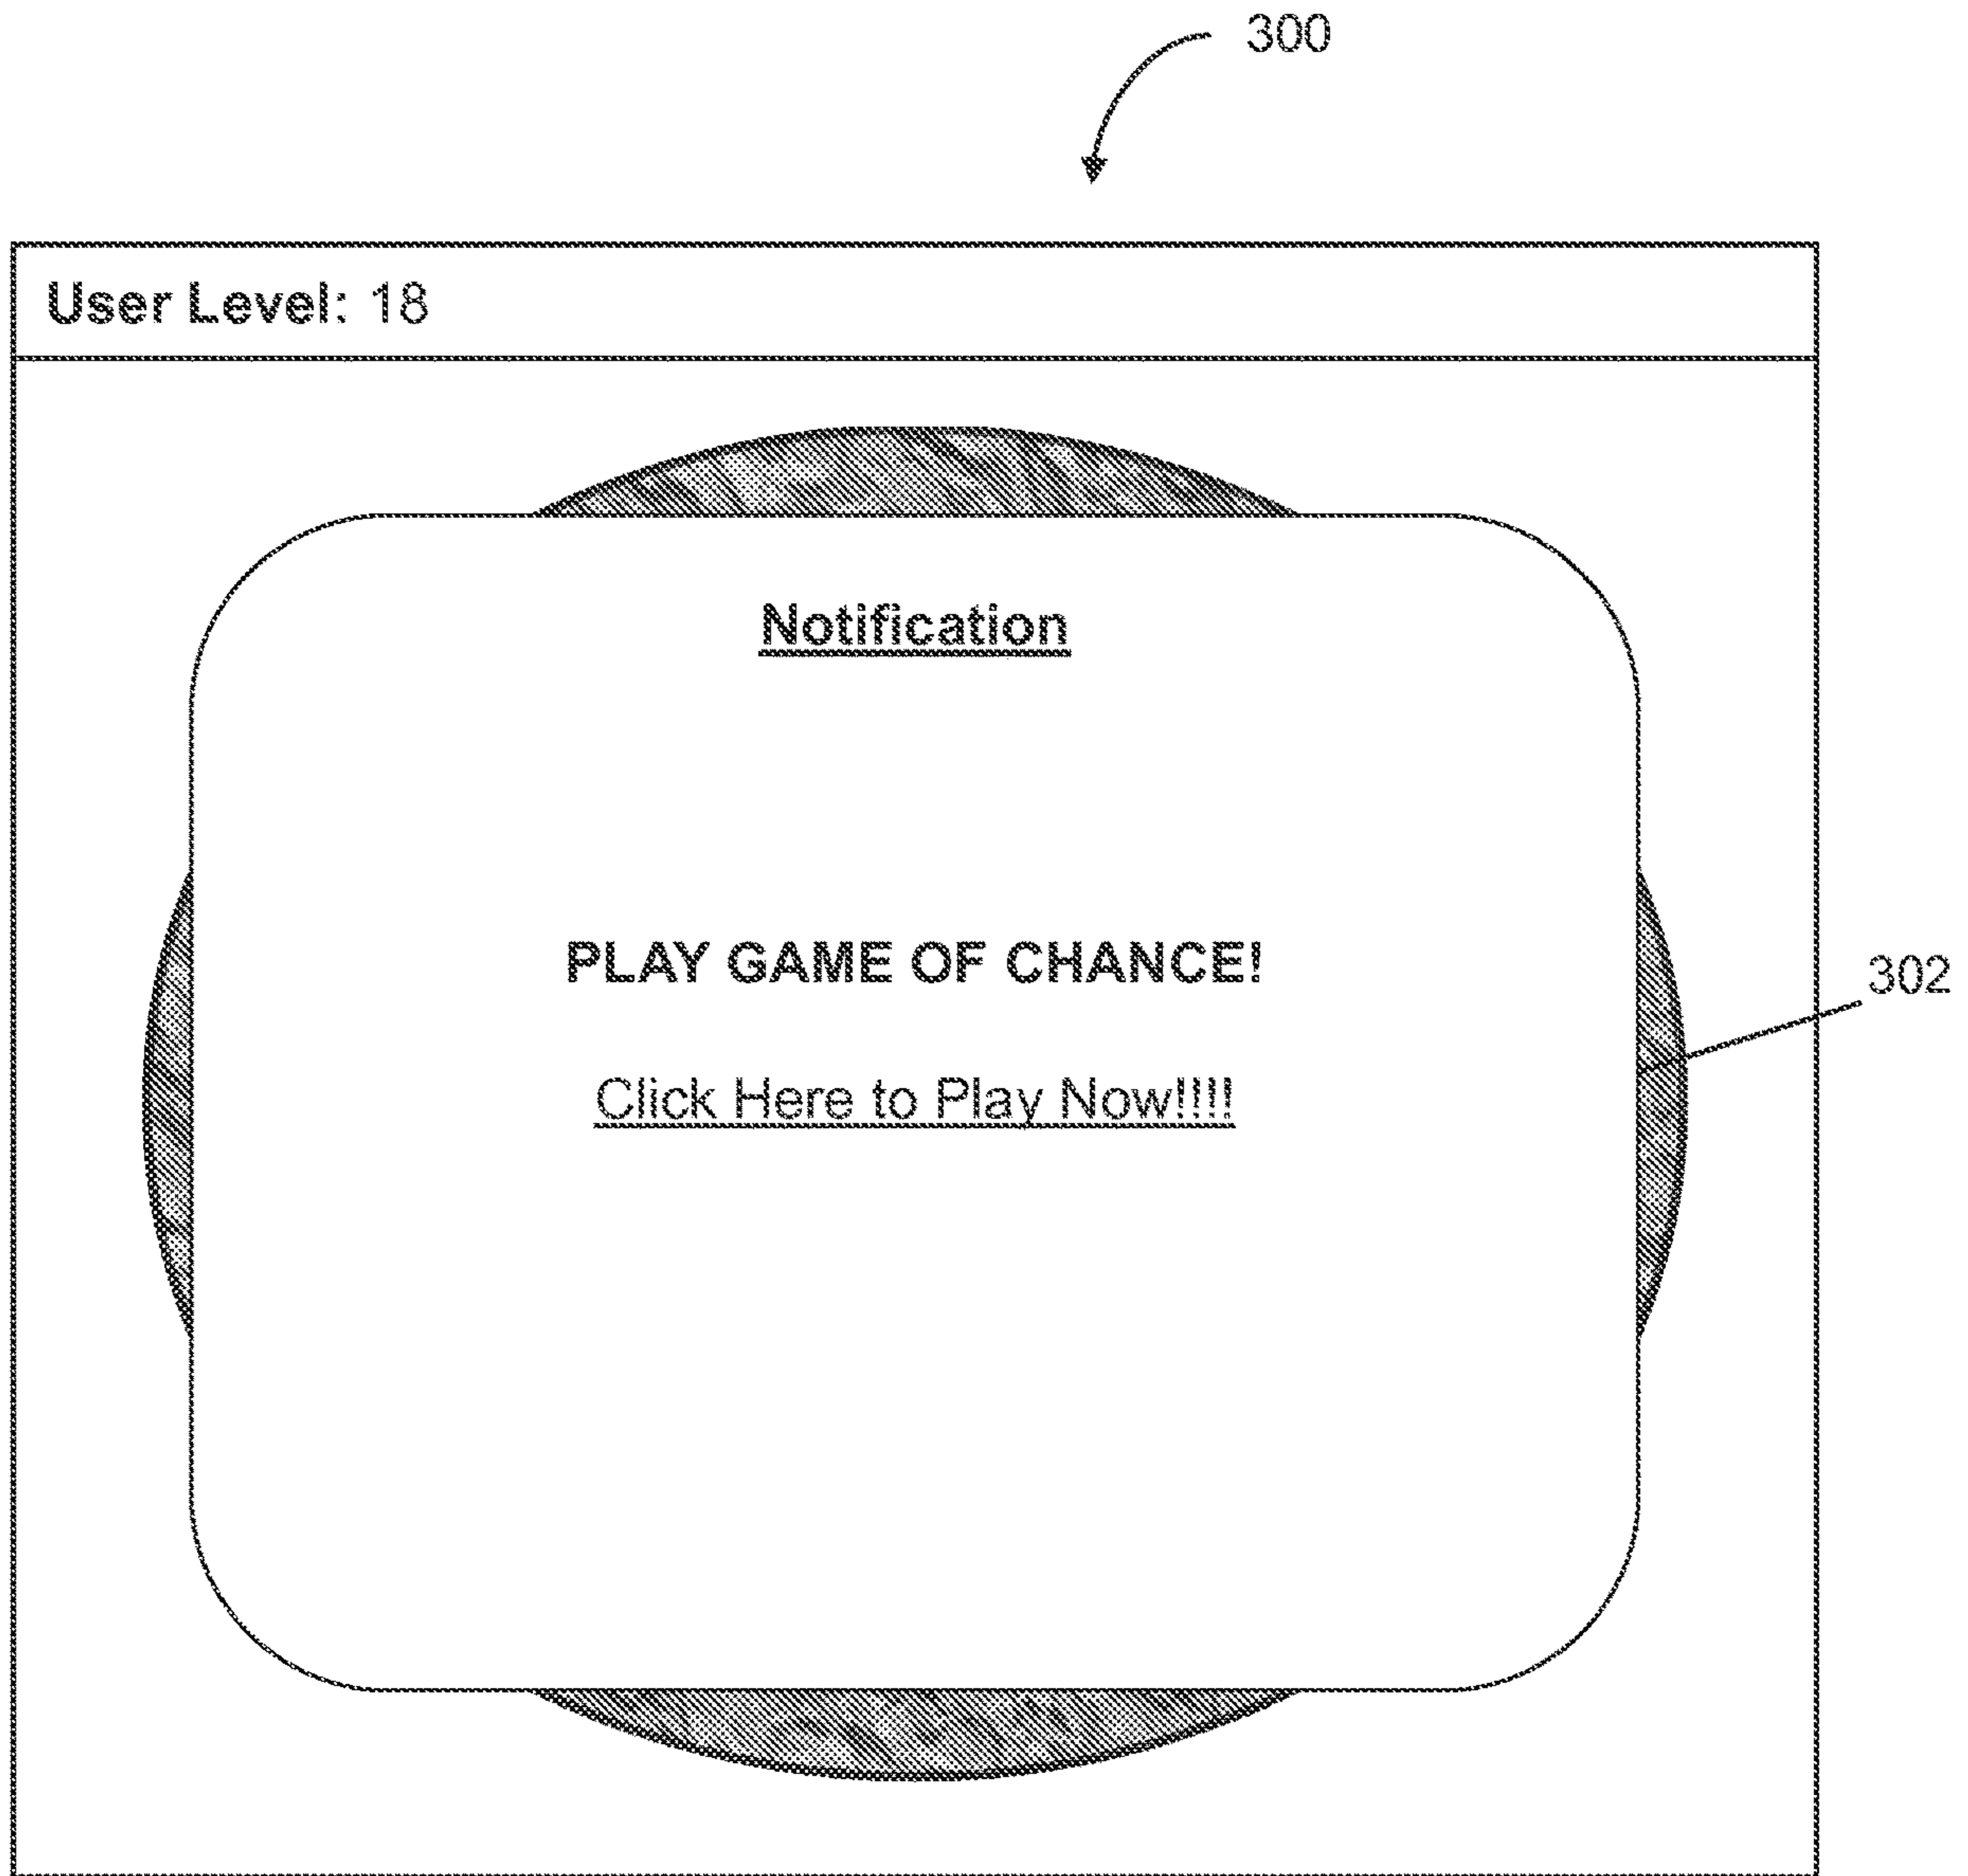 300
User Level: 18
Notification
PLAY GAME OF CHANCE!
302
Click Here to Play Now!!!!